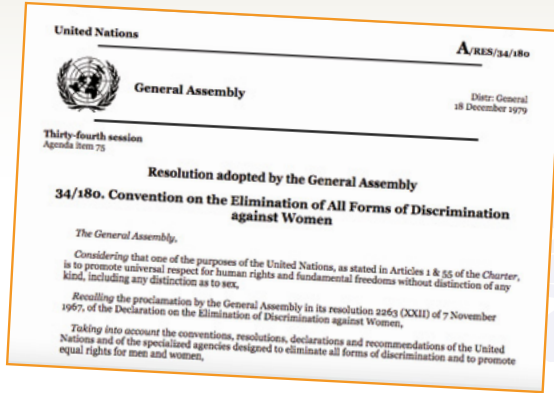 United Nations
A/RES/34/180
General Assembly
Distr: General
18 December 1979
Thirty-fourth session
Agenda item 75
Resolution adopted by the General Assembly
34/180. Convention on the Elimination of All Forms of Discrimination
against Women
The General Assembly,
Considering that one of the purposes of the United Nations, as stated in Articles 1 & 55 of the Charter,
is to promote universal respect for human rights and fundamental freedoms without distinction of any
kind, including any distinction as to sex,
Recalling the proclamation by the General Assembly in its resolution 2263 (XXII) of 7 November
1967, of the Declaration on the Elimination of Discrimination against Women,
Taking into account the conventions, resolutions, declarations and recommendations of the United
Nations and of the specialized agencies designed to eliminate all forms of discrimination and to promote
equal rights for men and women,